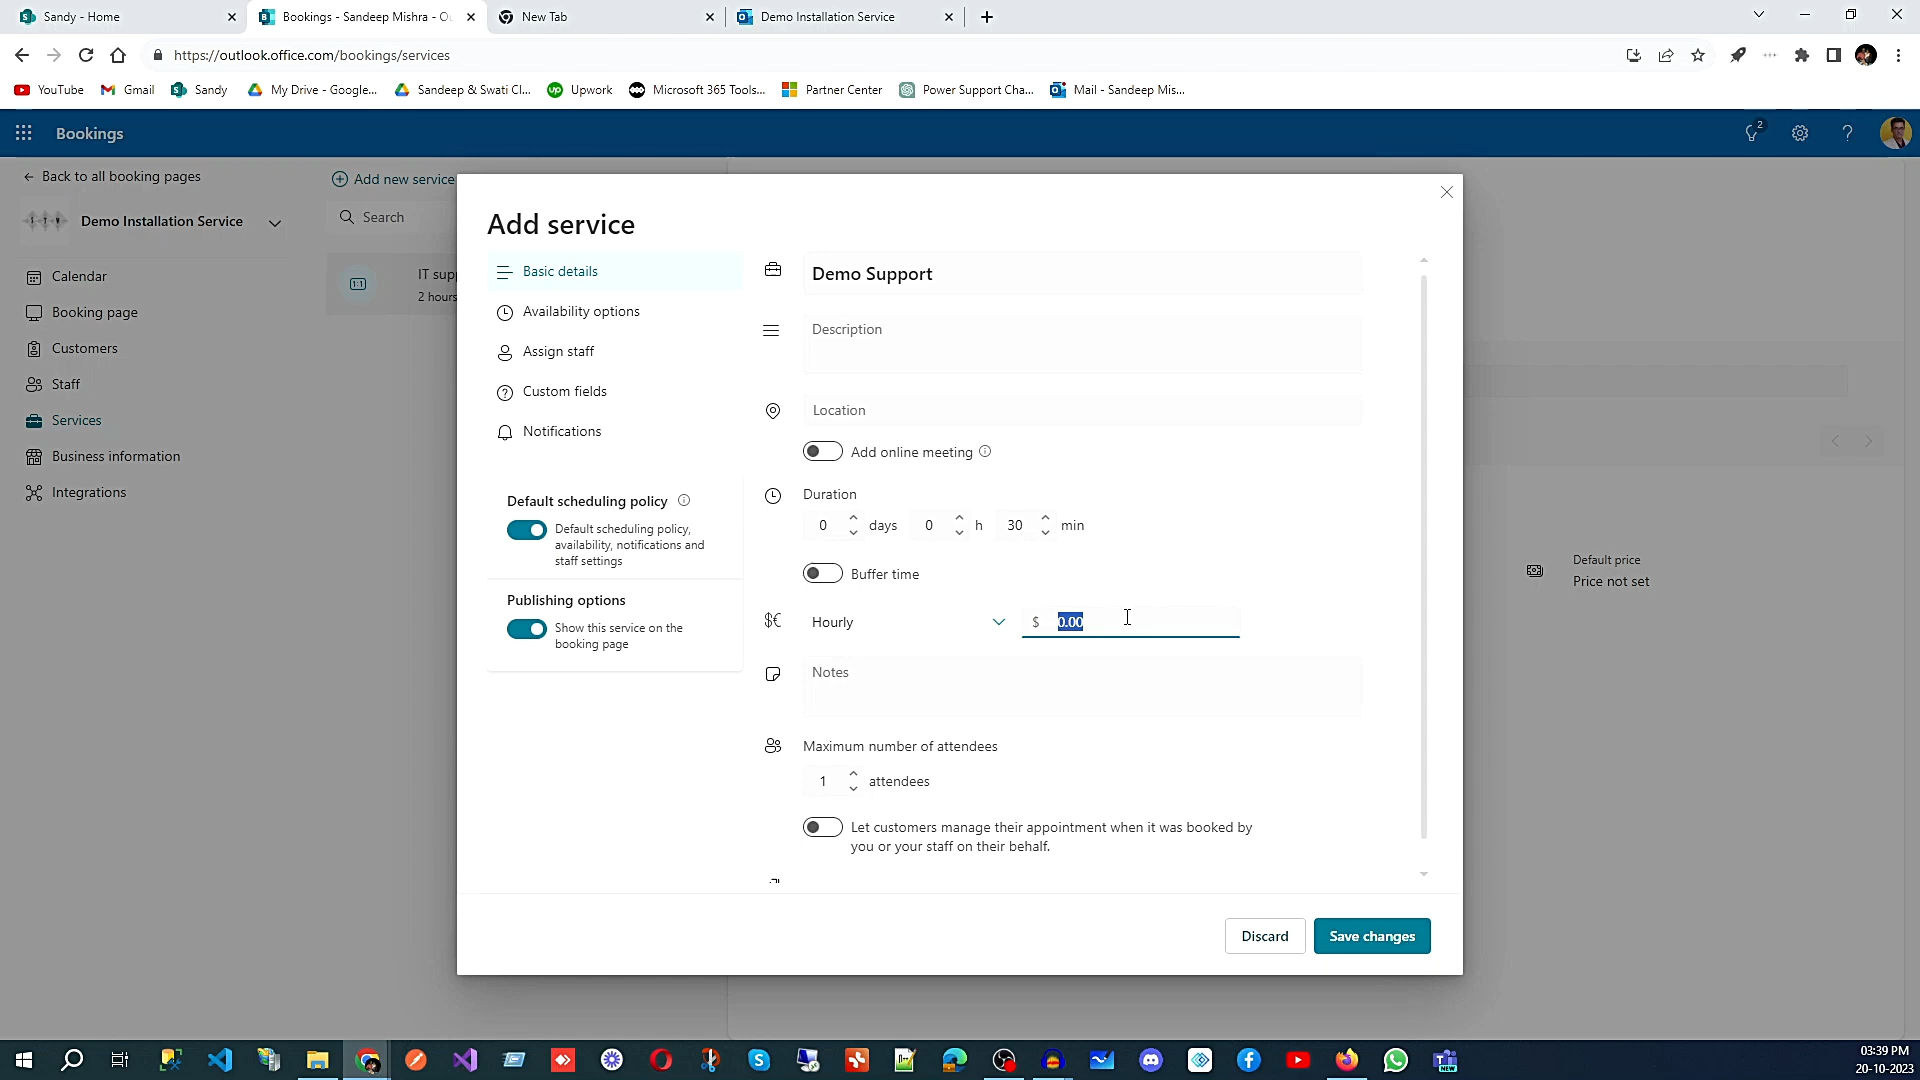 Sandy - Home
Bookings - Sandeep Mishra - Ou
New Tab
Demo Installation Service
https://outlook.office.com/bookings/services
YouTube
Gmail
Sandy
My Drive - Google...
Sandeep & Swati Cl...
Upwork
Microsoft 365 Tools...
Partner Center
Power Support Cha...
Mail - Sandeep Mis...
Bookings
2
Back to all booking pages
Demo Installation Service
Calendar
Booking page
Customers
Staff
Services
Business information
Integrations
Add new service
Search
1:1
IT supp
2 hours
Add service
Basic details
Availability options
Assign staff
Custom fields
Notifications
Default scheduling policy
Default scheduling policy,
availability, notifications and
staff settings
Publishing options
Show this service on the
booking page
Demo Support
Description
Location
Add online meeting
Duration
0 days 0 h 30 min
Buffer time
$€ Hourly $ 0.00
Notes
Maximum number of attendees
1 attendees
Let customers manage their appointment when it was booked by
you or your staff on their behalf.
Discard
Save changes
Default price
Price not set
03:39 PM
20-10-2023